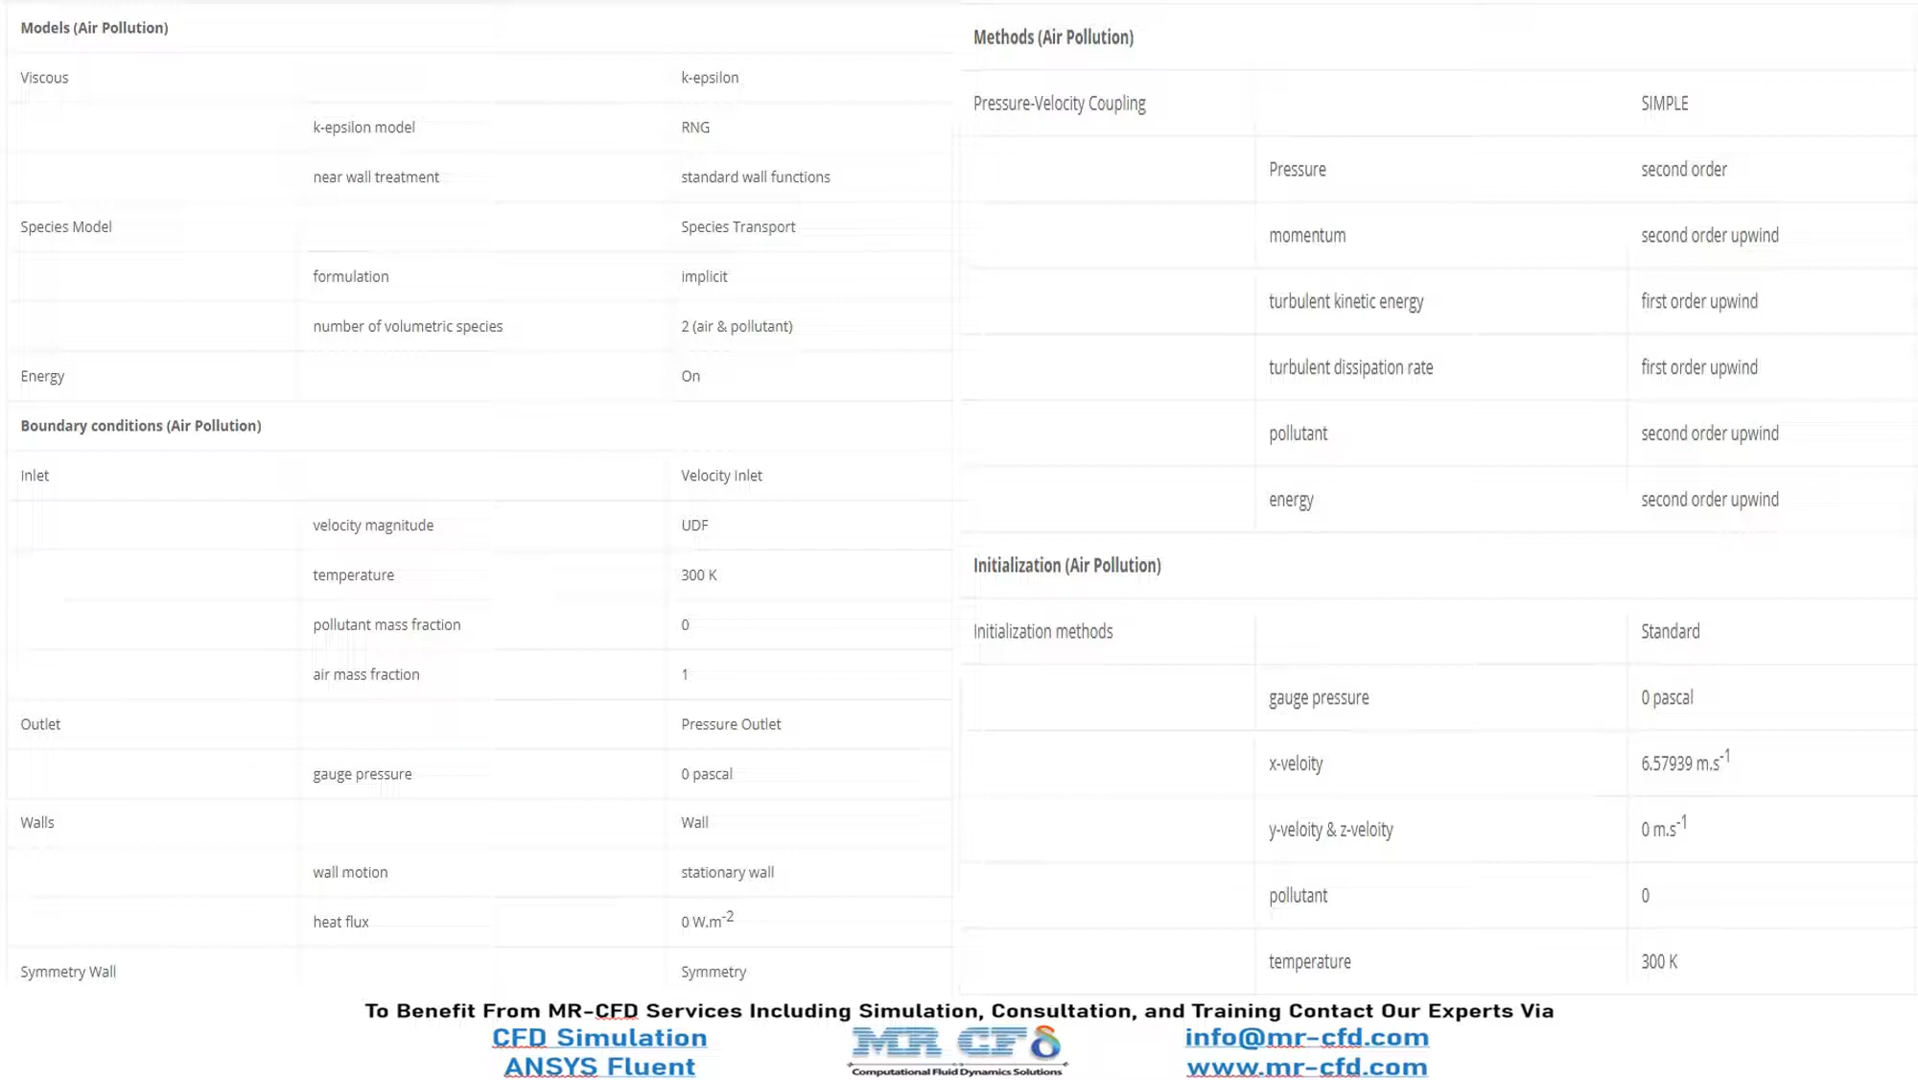 Models (Air Pollution)
Viscous k-epsilon
k-epsilon model RNG
near wall treatment standard wall functions
Species Model Species Transport
formulation implicit
number of volumetric species 2 (air & pollutant)
Energy On
Boundary conditions (Air Pollution)
Inlet Velocity Inlet
velocity magnitude UDF
temperature 300 K
pollutant mass fraction 0
air mass fraction 1
Outlet Pressure Outlet
gauge pressure 0 pascal
Walls Wall
wall motion stationary wall
heat flux 0 W.m-2
Symmetry Wall Symmetry
Methods (Air Pollution)
Pressure-Velocity Coupling SIMPLE
Pressure second order
momentum second order upwind
turbulent kinetic energy first order upwind
turbulent dissipation rate first order upwind
pollutant second order upwind
energy second order upwind
Initialization (Air Pollution)
Initialization methods Standard
gauge pressure 0 pascal
x-veloity 6.57939 m.s-1
y-veloity & z-veloity 0 m.s-1
pollutant 0
temperature 300 K
To Benefit From MR-CFD Services Including Simulation, Consultation, and Training Contact Our Experts Via
CFD Simulation
ANSYS Fluent
MR CFD
Computational Fluid Dynamics Solutions
info@mr-cfd.com
www.mr-cfd.com